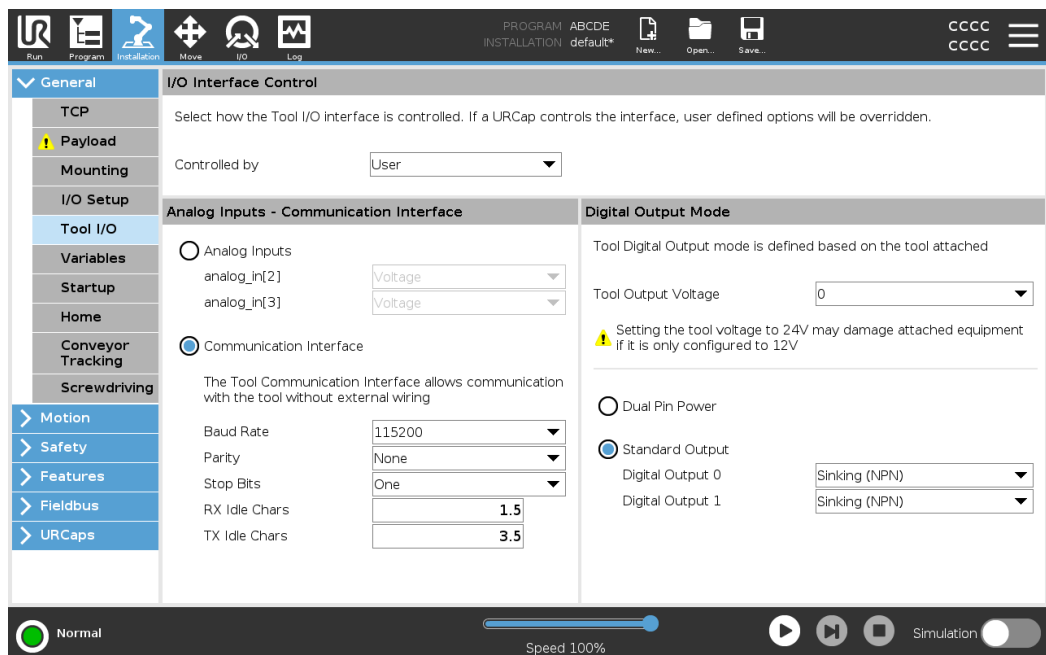 PROGRAM ABCDE
INSTALLATION default*
UR
Run
Program
Installation
Move
I/O
Log
New...
Open...
Save...
CCCC
CCCC
General
TCP
Payload
Mounting
I/O Setup
Tool I/O
Variables
Startup
Home
Conveyor
Tracking
Screwdriving
Motion
Safety
Features
Fieldbus
URCaps
I/O Interface Control
Select how the Tool I/O interface is controlled. If a URCap controls the interface, user defined options will be overridden.
Controlled by User
Analog Inputs - Communication Interface
Analog Inputs
analog_in[2] Voltage
analog_in[3] Voltage
Communication Interface
The Tool Communication Interface allows communication
with the tool without external wiring
Baud Rate 115200
Parity None
Stop Bits One
RX Idle Chars 1.5
TX Idle Chars 3.5
Digital Output Mode
Tool Digital Output mode is defined based on the tool attached
Tool Output Voltage 0
Setting the tool voltage to 24V may damage attached equipment
if it is only configured to 12V
Dual Pin Power
Standard Output
Digital Output 0 Sinking (NPN)
Digital Output 1 Sinking (NPN)
Normal
Speed 100%
Simulation